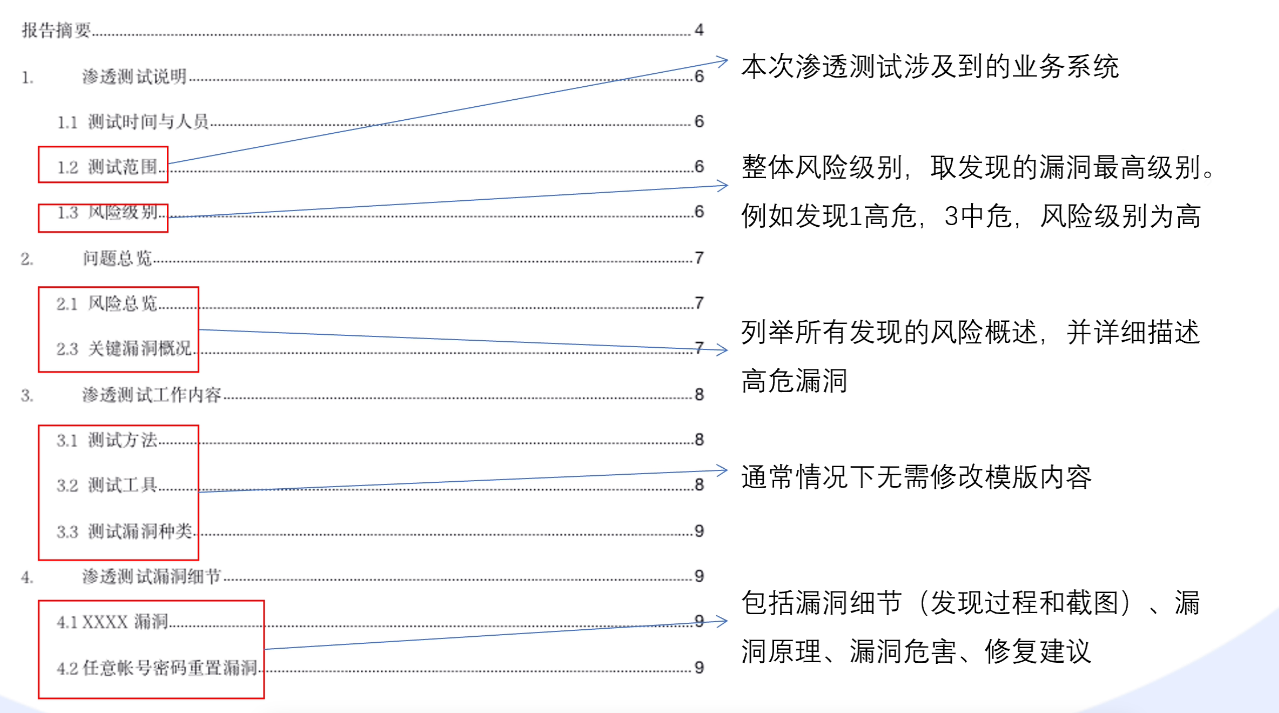 报告摘要................................................4
1. 渗透测试说明................................................6
1.1 测试时间与人员................................................6
1.2 测试范围................................................6
1.3 风险级别................................................6
2. 问题总览................................................7
2.1 风险总览................................................7
2.3 关键漏洞概况................................................7
3. 渗透测试工作内容................................................8
3.1 测试方法................................................8
3.2 测试工具................................................8
3.3 测试漏洞种类................................................9
4. 渗透测试漏洞细节................................................9
4.1 XXXX 漏洞................................................9
4.2 任意帐号密码重置漏洞................................................9
本次渗透测试涉及到的业务系统
整体风险级别，取发现的漏洞最高级别。
例如发现1高危，3中危，风险级别为高
列举所有发现的风险概述，并详细描述
高危漏洞
通常情况下无需修改模版内容
包括漏洞细节（发现过程和截图）、漏
洞原理、漏洞危害、修复建议